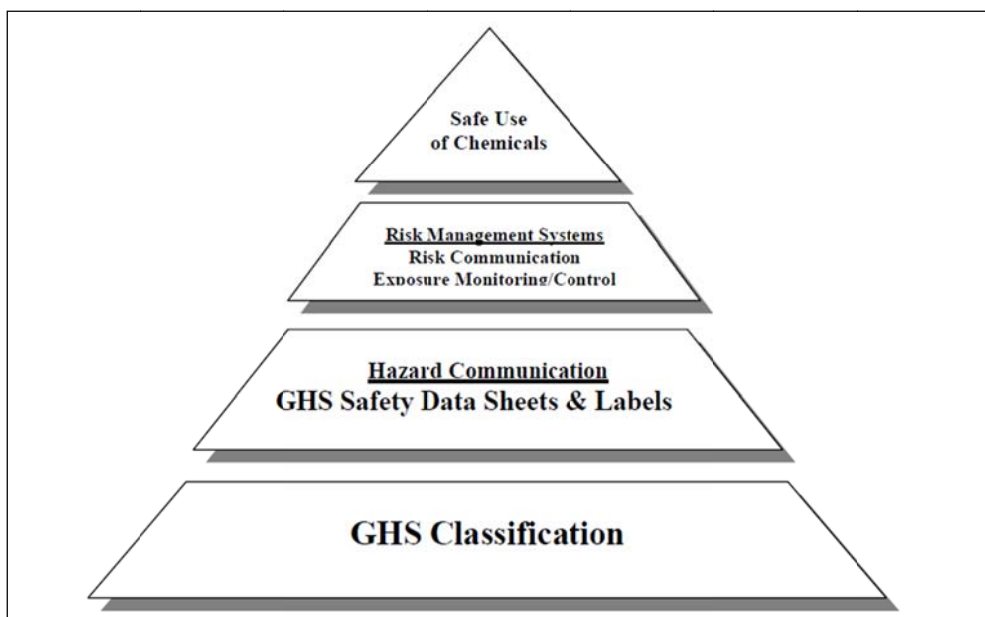 Safe Use
of Chemicals
Risk Management Systems
Risk Communication
Exposure Monitoring/Control
Hazard Communication
GHS Safety Data Sheets & Labels
GHS Classification